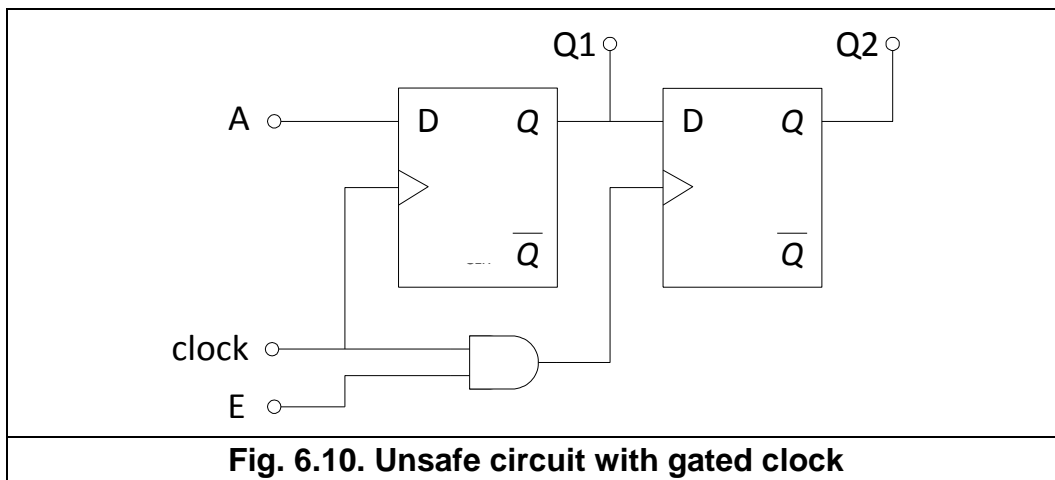 Q1 Q2
A D Q D Q
Q Q
clock
E
Fig. 6.10. Unsafe circuit with gated clock